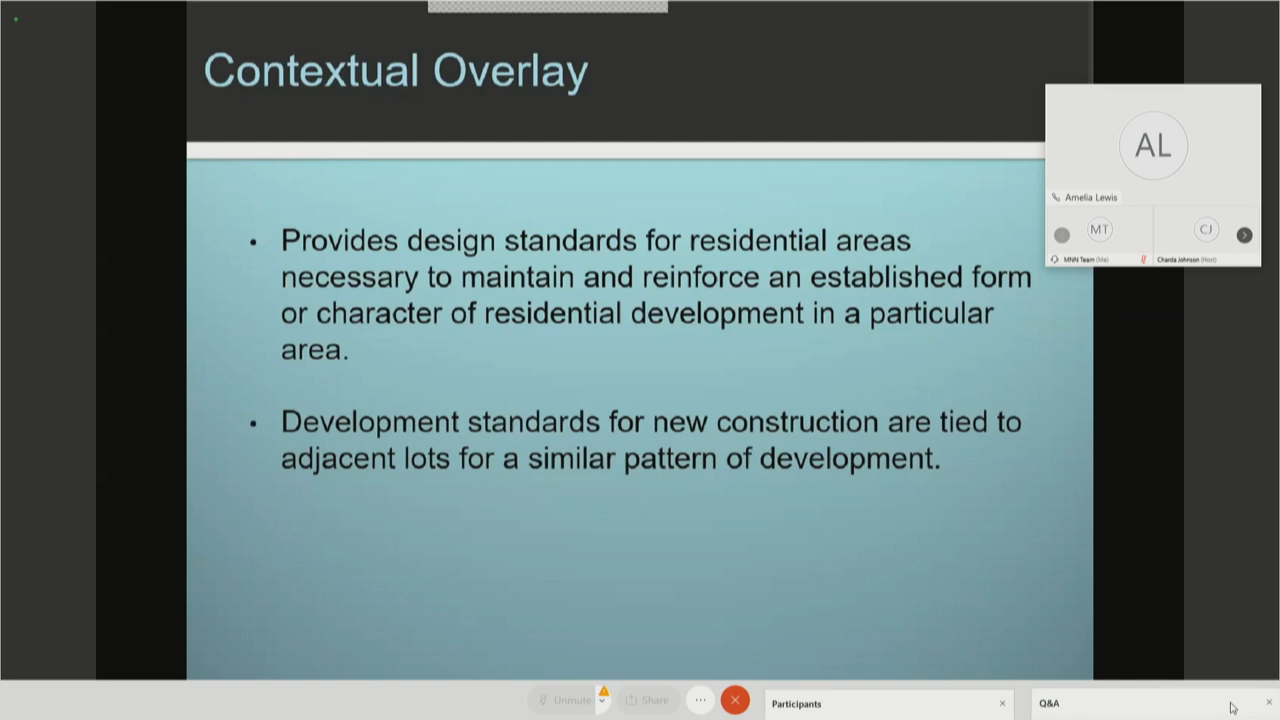 Contextual Overlay
• Provides design standards for residential areas
necessary to maintain and reinforce an established form
or character of residential development in a particular
area.
• Development standards for new construction are tied to
adjacent lots for a similar pattern of development.
AL
Amelia Lewis
MT
CJ
MNN Team (Me)
Charda Johnson (Host)
Unmute
Share
Participants
Q&A